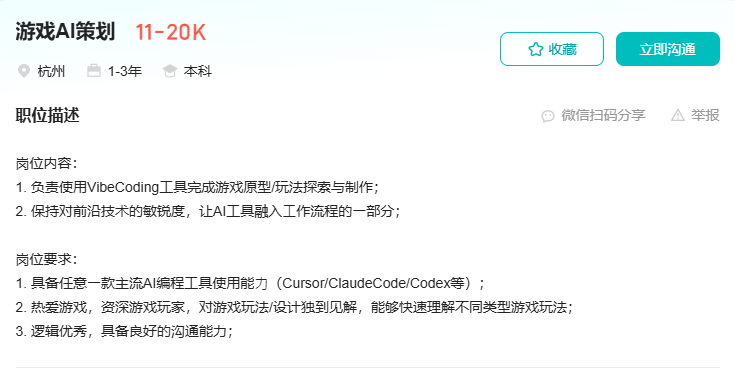 游戏AI策划 11-20K
收藏
立即沟通
杭州 1-3年 本科
职位描述
微信扫码分享 举报
岗位内容：
1. 负责使用VibeCoding工具完成游戏原型/玩法探索与制作；
2. 保持对前沿技术的敏锐度，让AI工具融入工作流程的一部分；
岗位要求：
1. 具备任意一款主流AI编程工具使用能力（Cursor/ClaudeCode/Codex等）；
2. 热爱游戏，资深游戏玩家，对游戏玩法/设计独到见解，能够快速理解不同类型游戏玩法；
3. 逻辑优秀，具备良好的沟通能力；